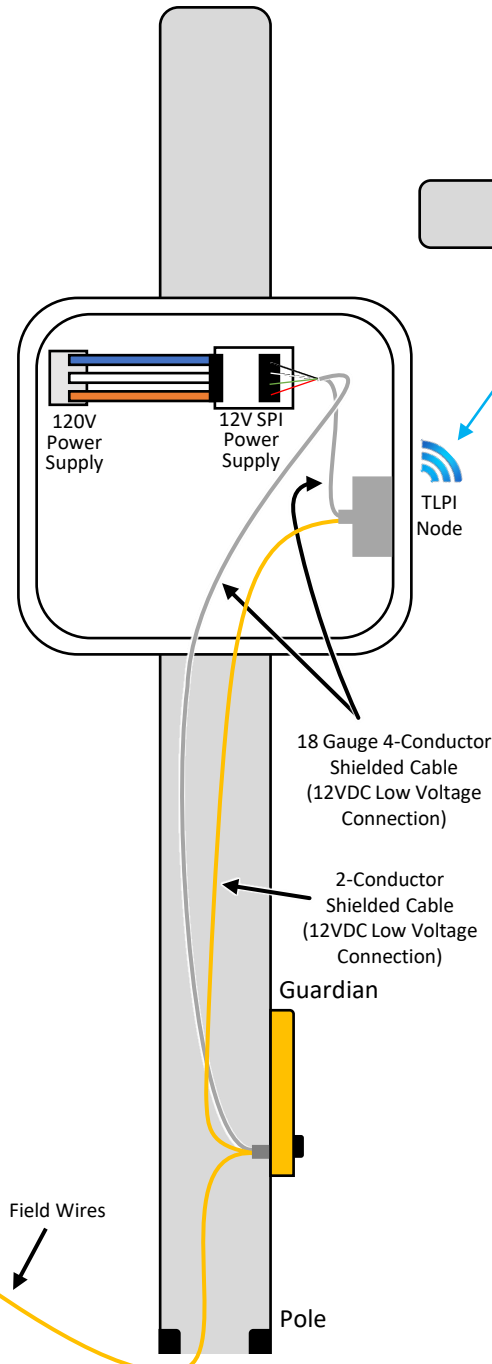 120V
Power
Supply
12V SPI
Power
Supply
TLPI
Node
18 Gauge 4-Conductor
Shielded Cable
(12VDC Low Voltage
Connection)
2-Conductor
Shielded Cable
(12VDC Low Voltage
Connection)
Guardian
Field Wires
Pole